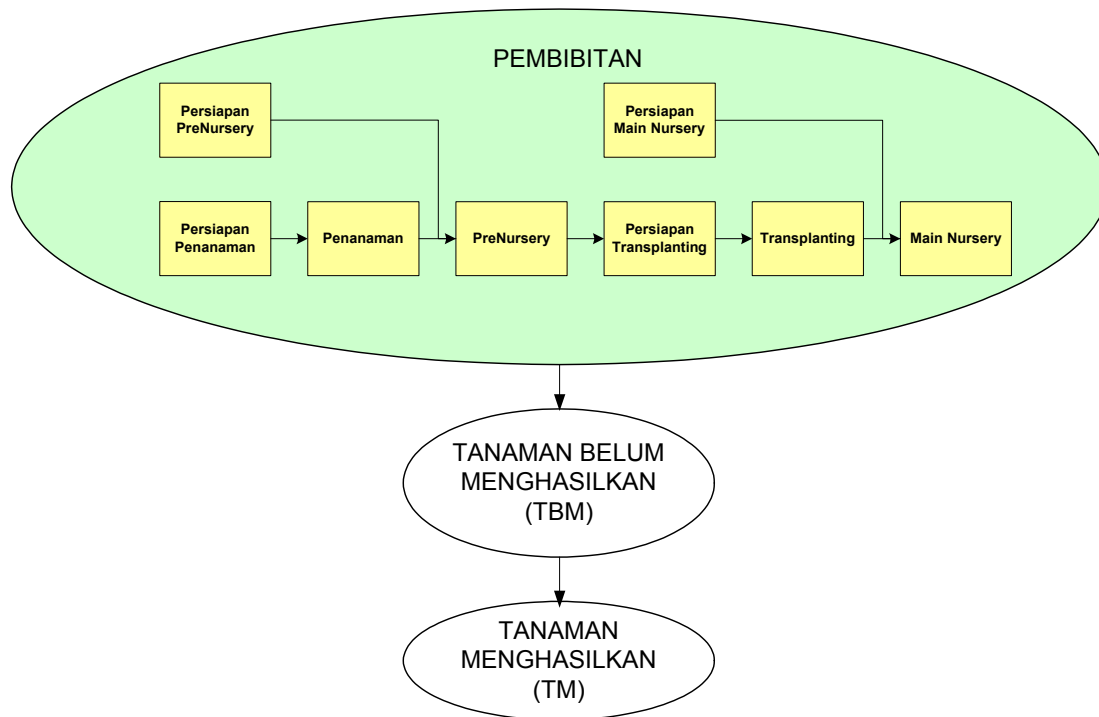 PEMBIBITAN
Persiapan
PreNursery
Persiapan
Main Nursery
Persiapan
Penanaman
Penanaman
PreNursery
Persiapan
Transplanting
Transplanting
Main Nursery
TANAMAN BELUM
MENGHASILKAN
(TBM)
TANAMAN
MENGHASILKAN
(TM)